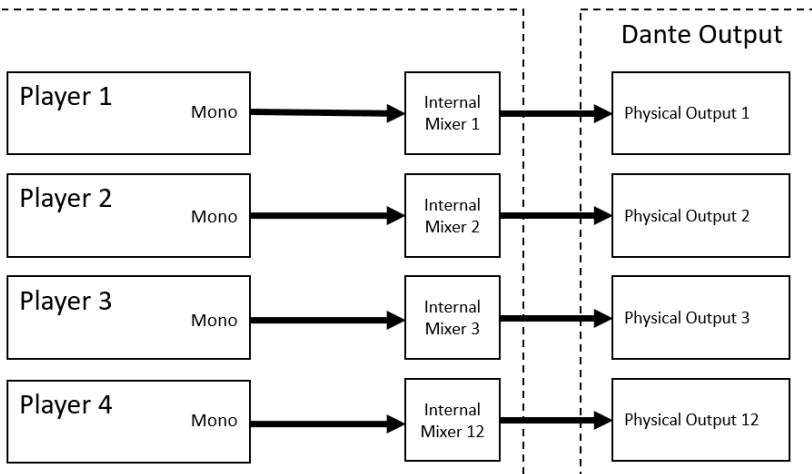 Dante Output
Player 1
Mono
Internal
Mixer 1
Physical Output 1
Player 2
Mono
Internal
Mixer 2
Physical Output 2
Player 3
Mono
Internal
Mixer 3
Physical Output 3
Player 4
Mono
Internal
Mixer 12
Physical Output 12